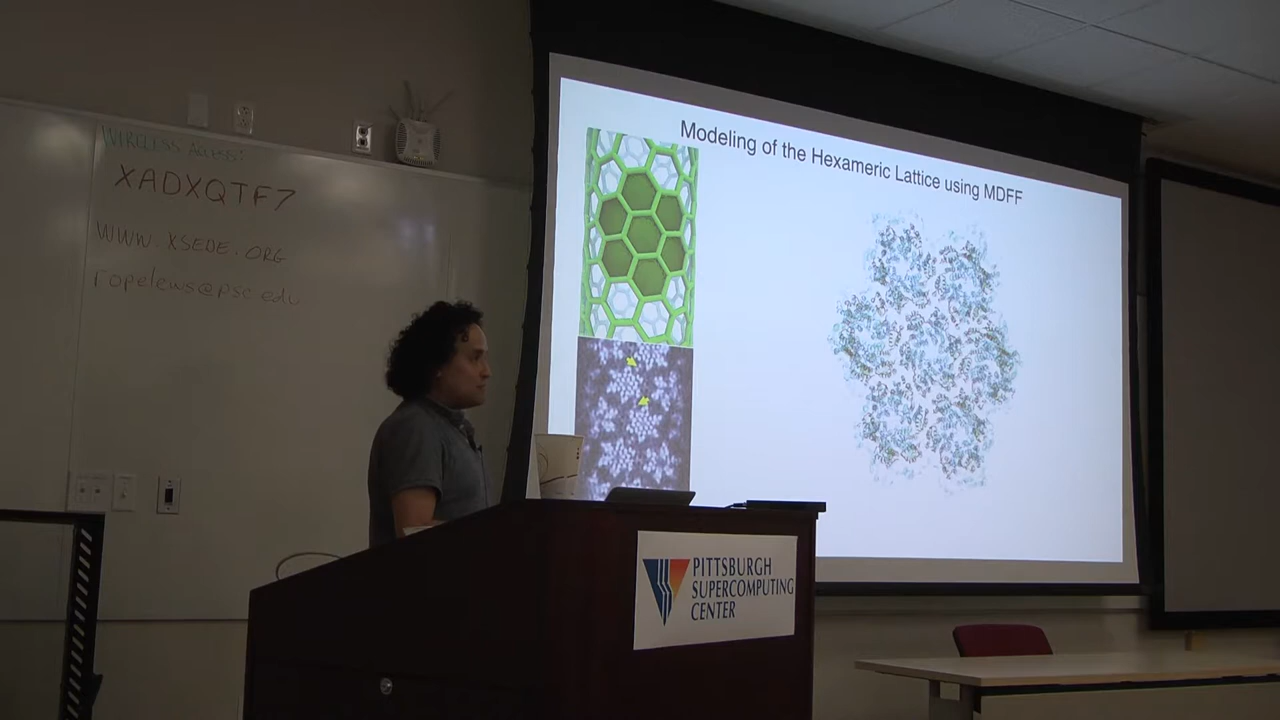 WIRELESS ACCESS:
XADXQTF7
WWW.XSEDE.ORG
ropelews@psc.edu
Modeling of the Hexameric Lattice using MDFF
PITTSBURGH
SUPERCOMPUTING
CENTER